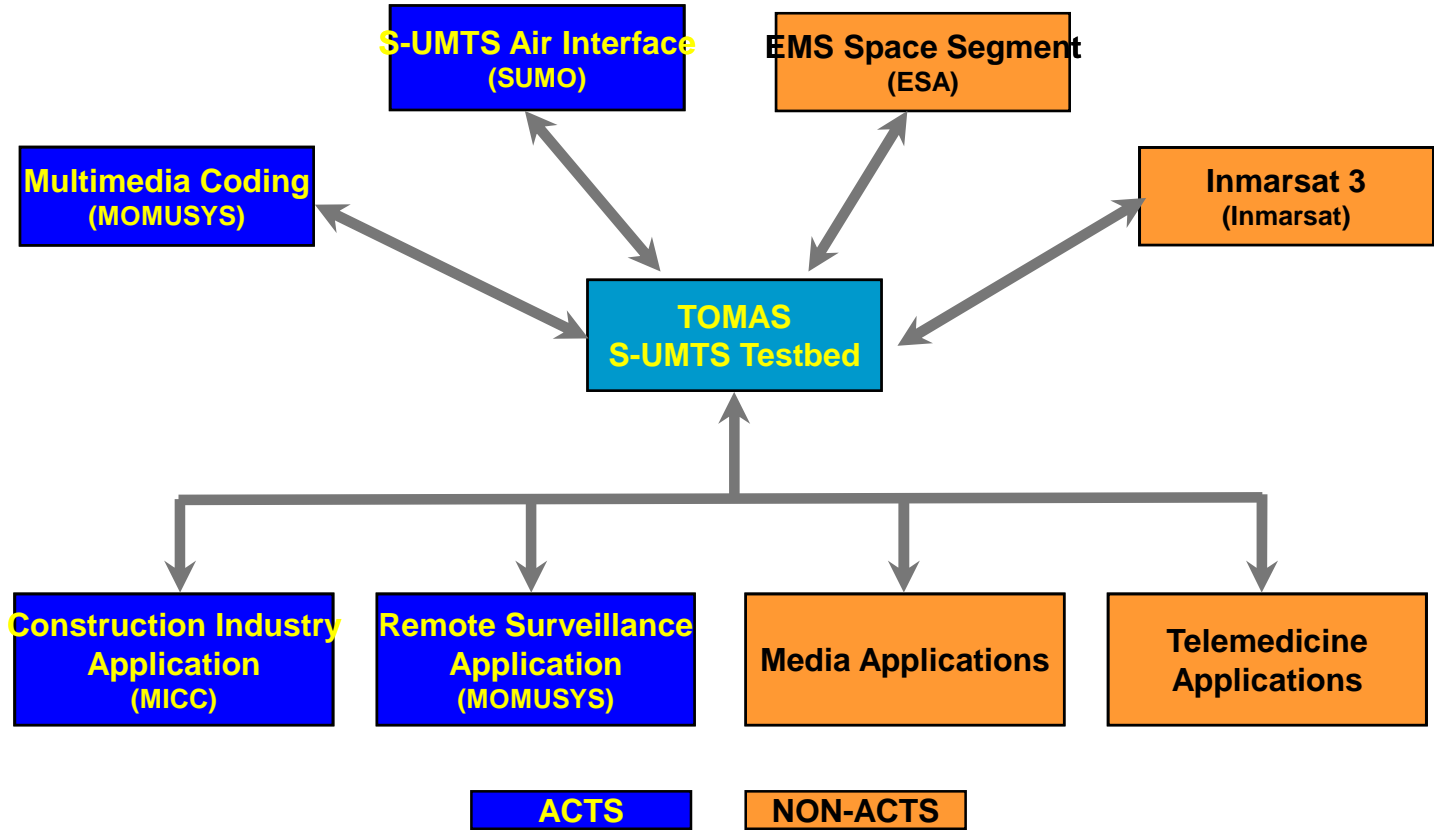 S-UMTS Air Interface
(SUMO)
EMS Space Segment
(ESA)
Multimedia Coding
(MOMUSYS)
Inmarsat 3
(Inmarsat)
TOMAS
S-UMTS Testbed
Construction Industry
Application
(MICC)
Remote Surveillance
Application
(MOMUSYS)
Media Applications
Telemedicine
Applications
ACTS
NON-ACTS